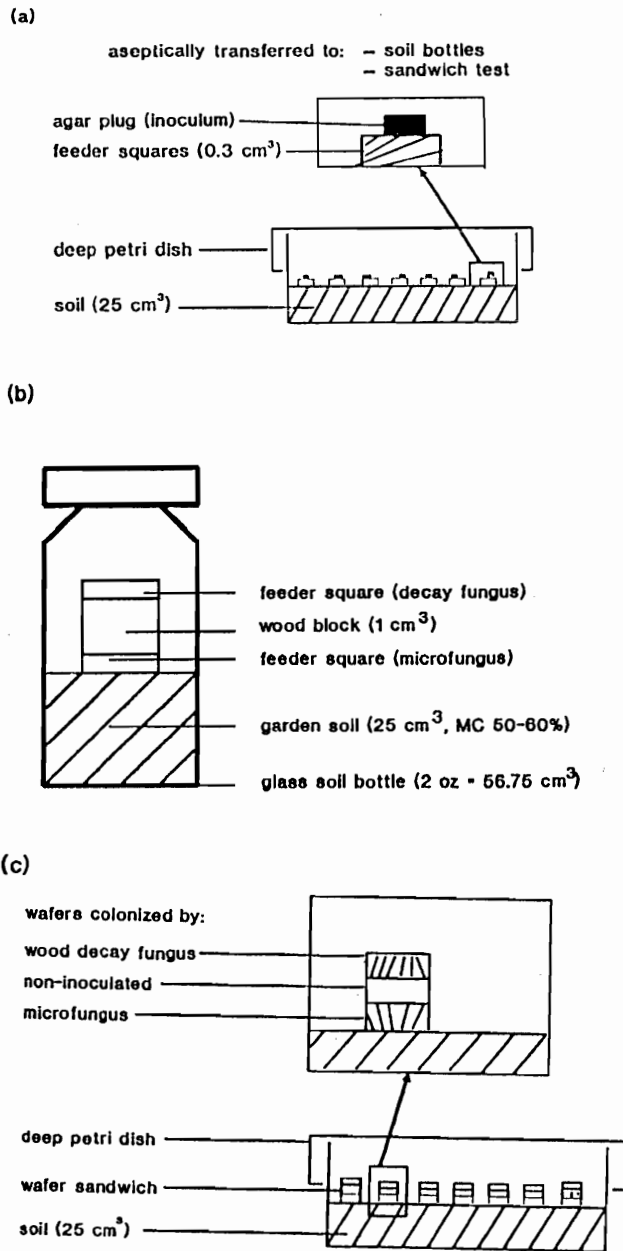 (a)
aseptically transferred to: - soil bottles
- sandwich test
agar plug (inoculum)
feeder squares (0.3 cm³)
deep petri dish
soil (25 cm³)
(b)
feeder square (decay fungus)
wood block (1 cm³)
feeder square (microfungus)
garden soil (25 cm³, MC 50-60%)
glass soil bottle (2 oz - 56.75 cm³)
(c)
wafers colonized by:
wood decay fungus
non-inoculated
microfungus
deep petri dish
wafer sandwich
soil (25 cm³)